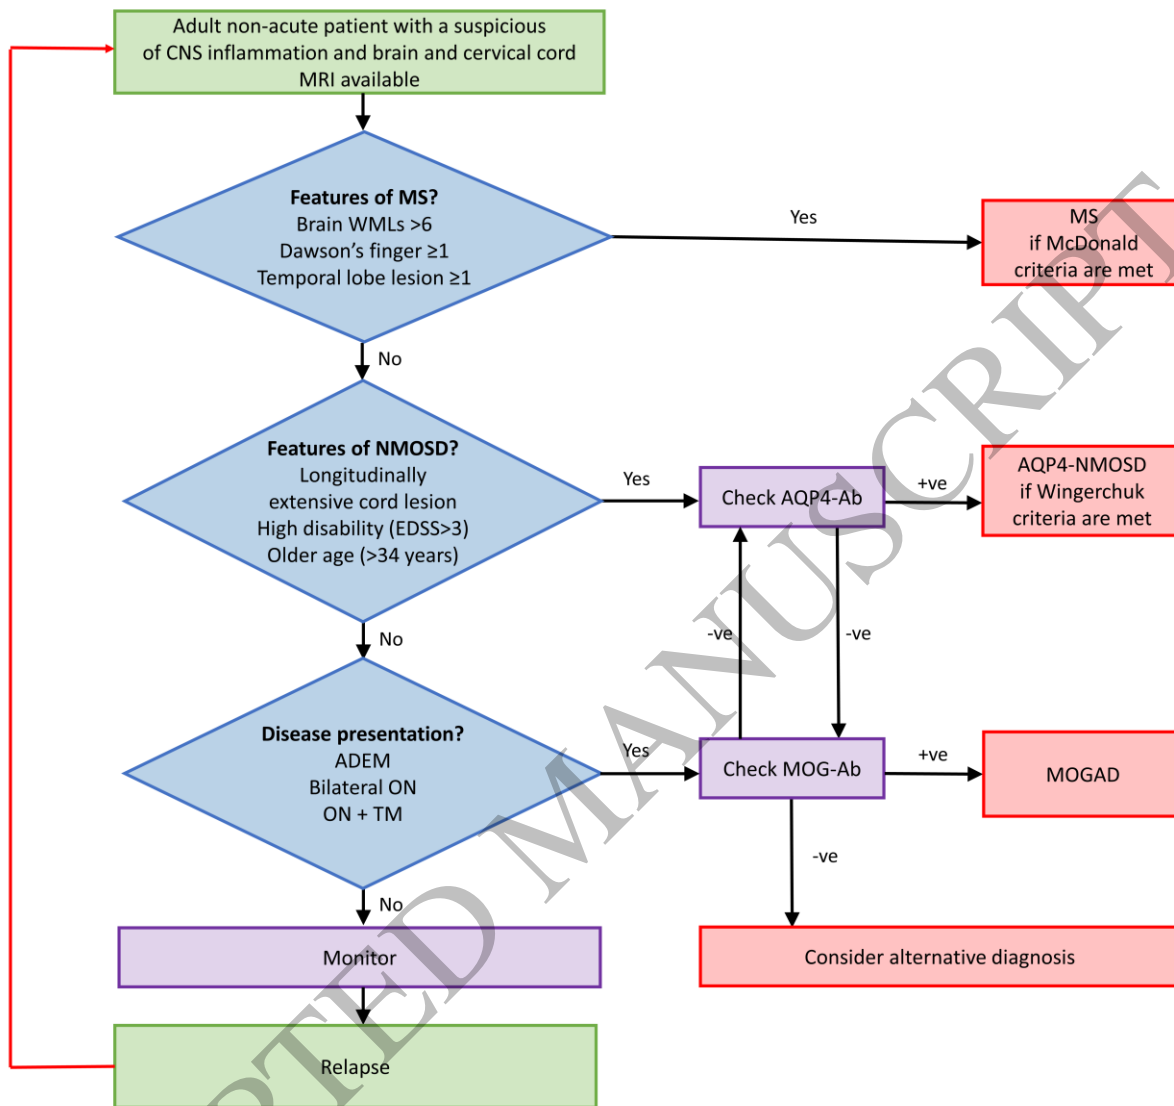 Adult non-acute patient with a suspicious
of CNS inflammation and brain and cervical cord
MRI available
Features of MS?
Brain WMLs >6
Dawson's finger ≥1
Temporal lobe lesion ≥1
Yes
MS
if McDonald
criteria are met
No
Features of NMOSD?
Longitudinally
extensive cord lesion
High disability (EDSS>3)
Older age (>34 years)
Yes
Check AQP4-Ab
+ve
AQP4-NMOSD
if Wingerchuk
criteria are met
-ve
-ve
No
Disease presentation?
ADEM
Bilateral ON
ON + TM
Yes
Check MOG-Ab
+ve
MOGAD
-ve
No
Monitor
Consider alternative diagnosis
Relapse
PTED MANUSCRIPT